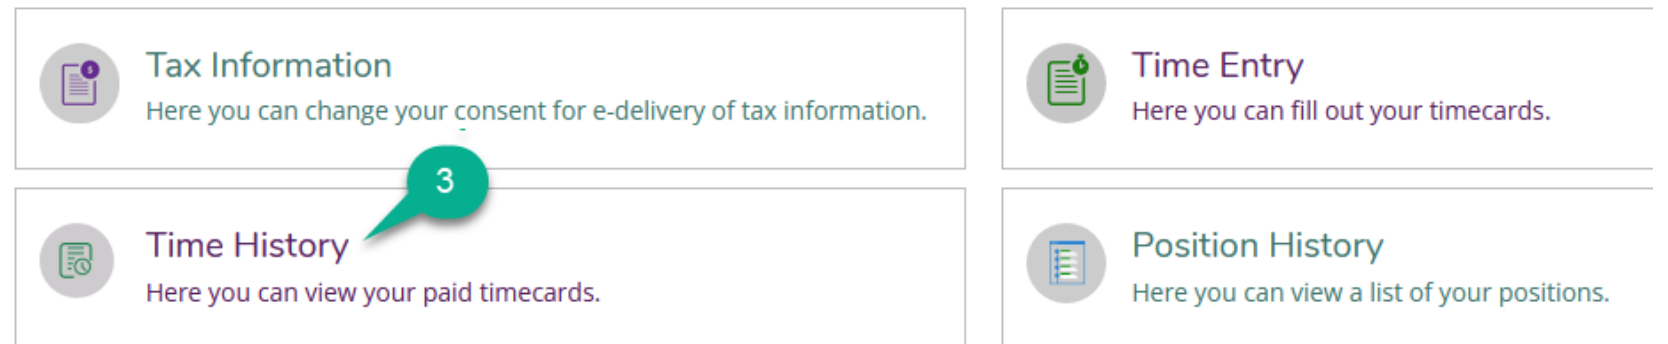 Tax Information
Here you can change your consent for e-delivery of tax information.
Time Entry
Here you can fill out your timecards.
3
Time History
Here you can view your paid timecards.
Position History
Here you can view a list of your positions.